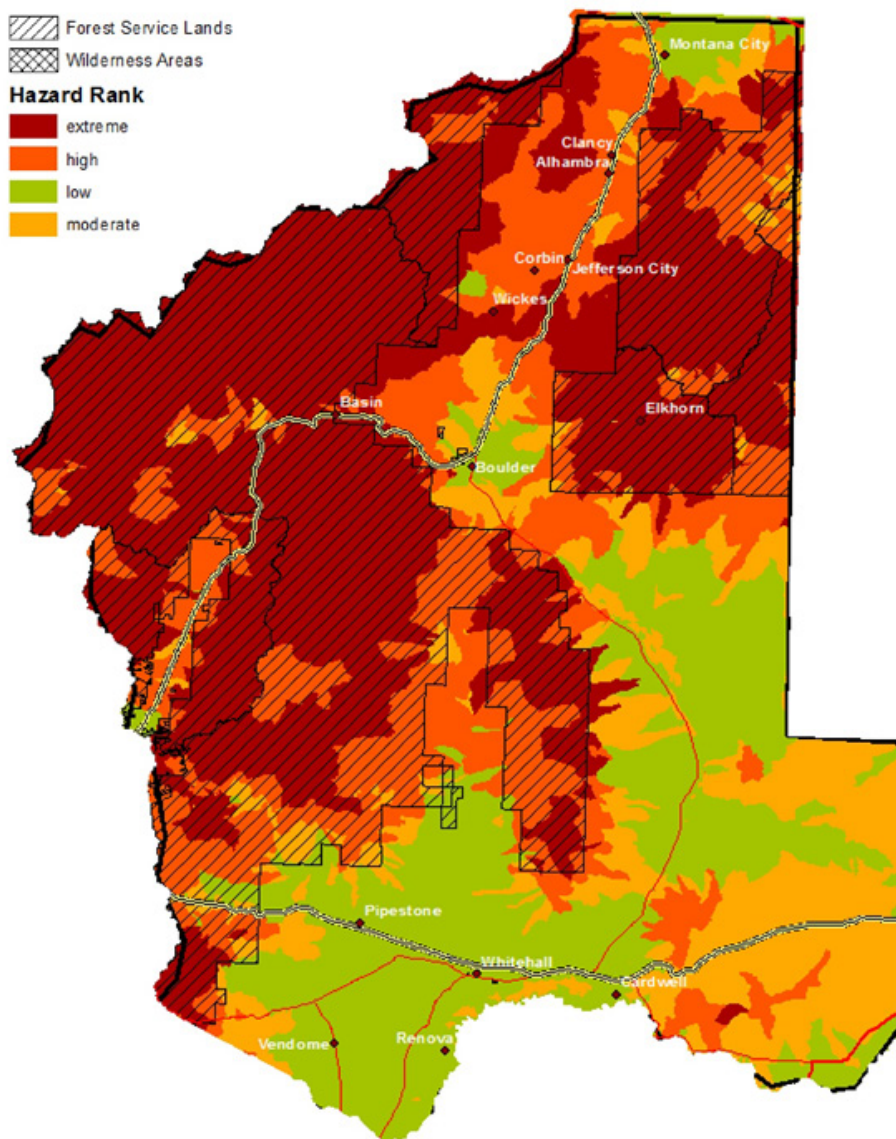 Forest Service Lands
Wilderness Areas
Hazard Rank
extreme
high
low
moderate
Montana City
Clancy
Alhambra
Corbin
Jefferson City
Wickes
Basin
Elkhorn
Boulder
Pipestone
Whitehall
Cardwell
Vendome
Renova